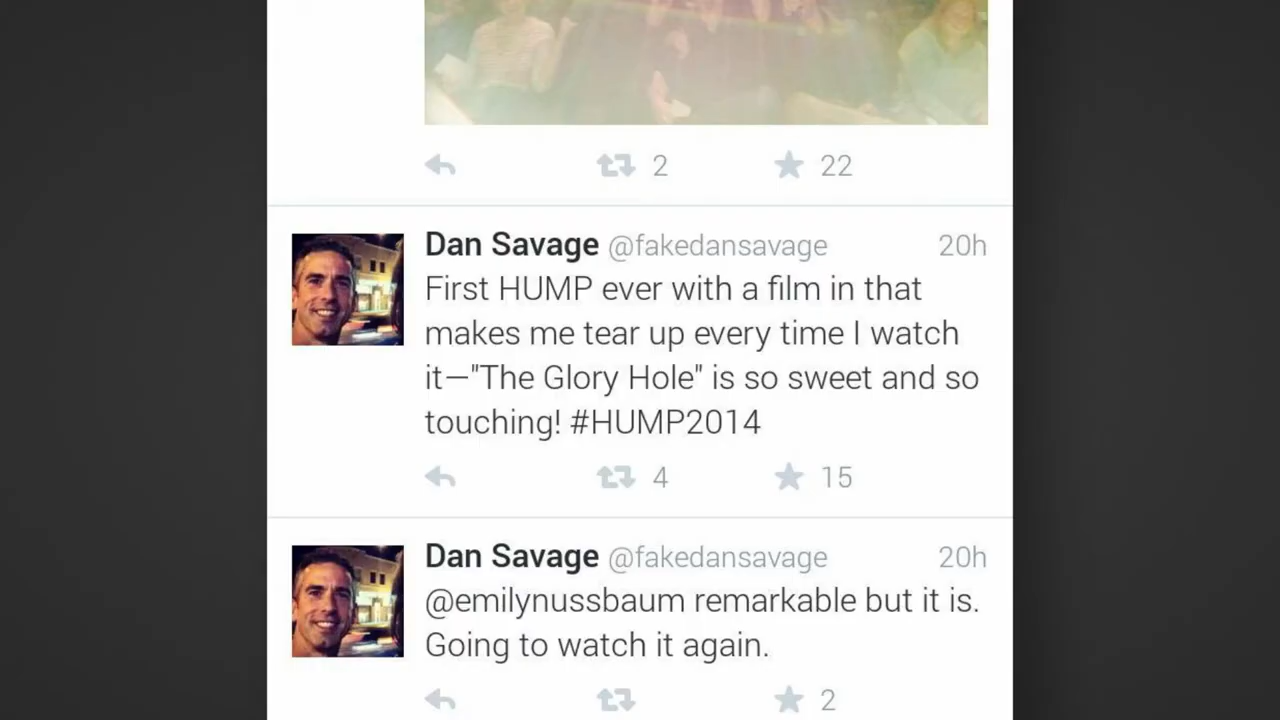 2 22
Dan Savage @fakedansavage 20h
First HUMP ever with a film in that
makes me tear up every time I watch
it—"The Glory Hole" is so sweet and so
touching! #HUMP2014
4 15
Dan Savage @fakedansavage 20h
@emilynussbaum remarkable but it is.
Going to watch it again.
2